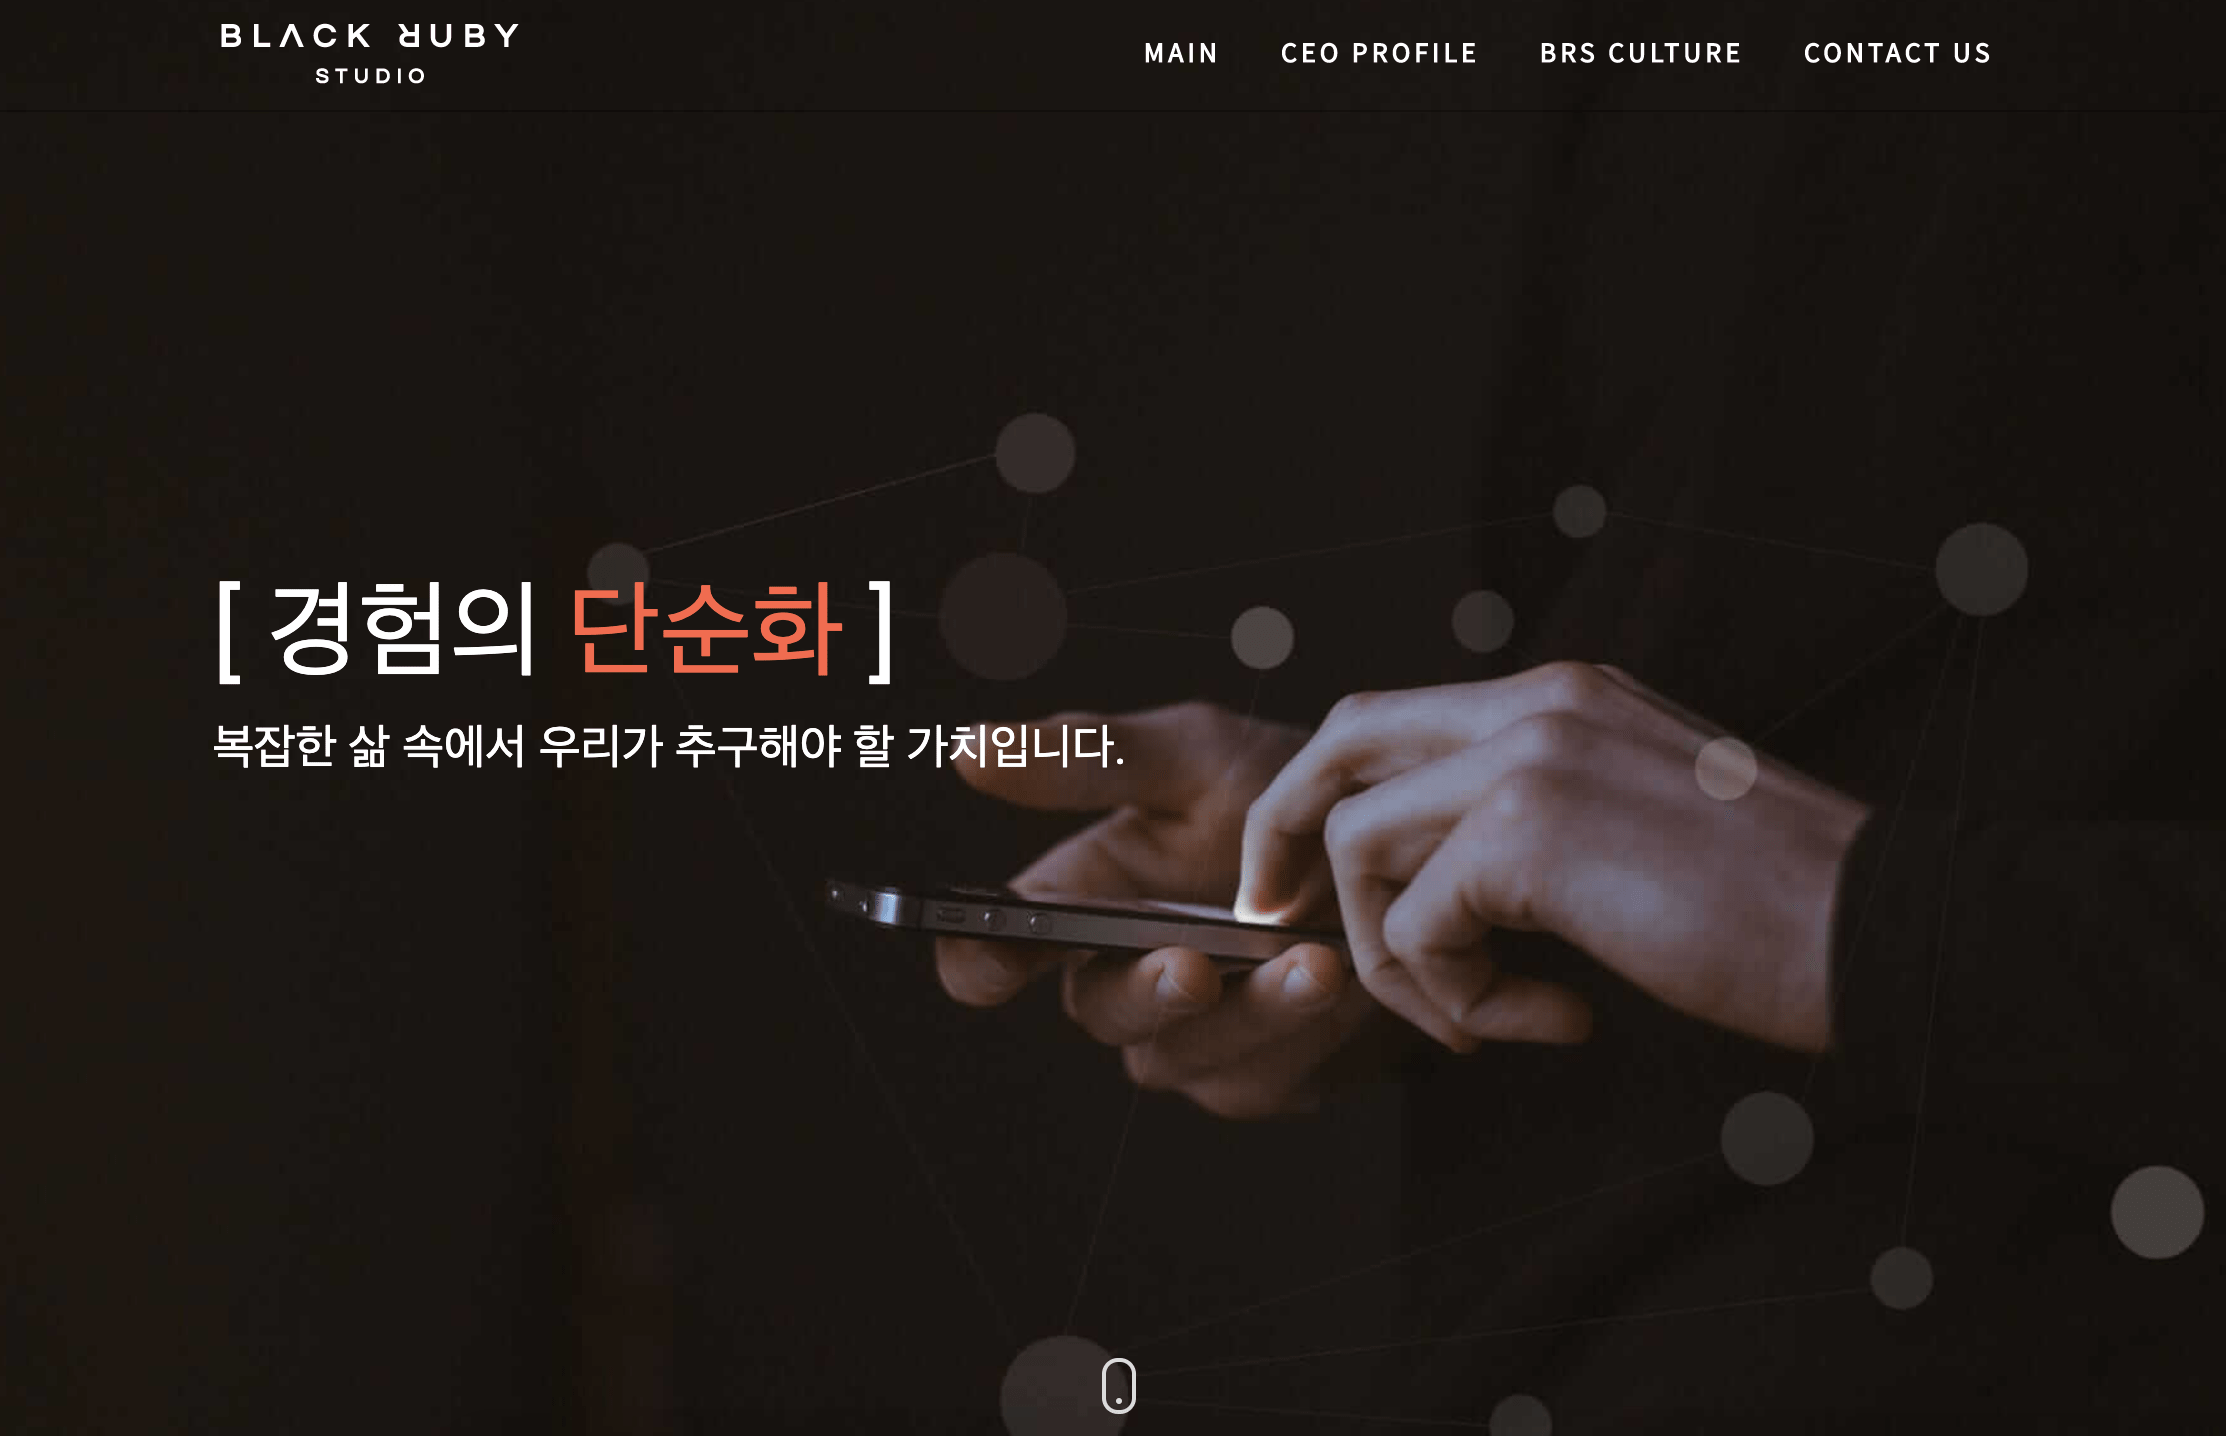 BLACK RUBY
STUDIO
MAIN CEO PROFILE BRS CULTURE CONTACT US
[ 경험의 단순화 ]
복잡한 삶 속에서 우리가 추구해야 할 가치입니다.